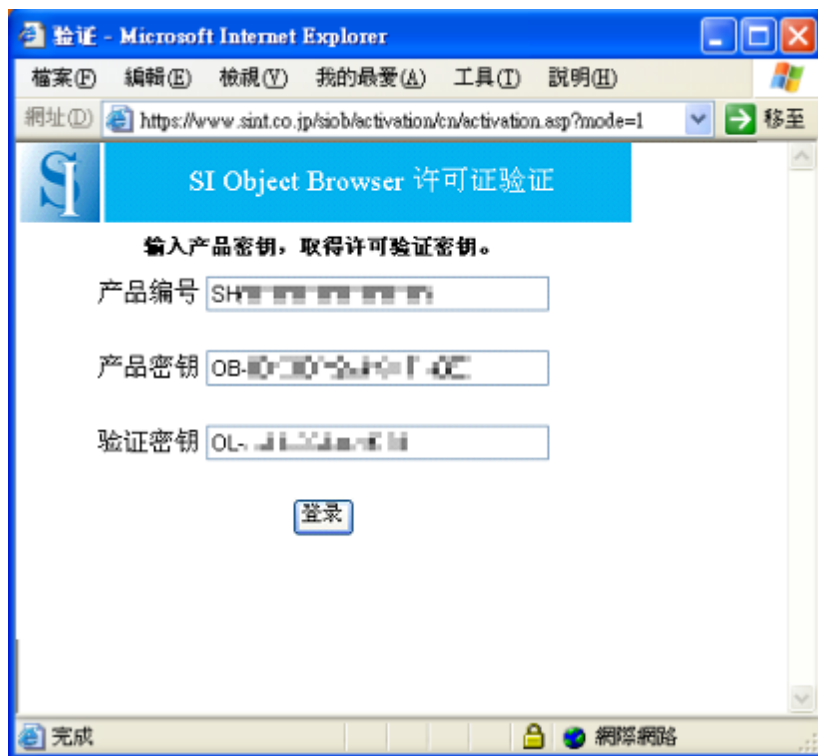 验证 - Microsoft Internet Explorer
檔案(F) 編輯(E) 檢視(V) 我的最愛(A) 工具(T) 說明(H)
網址(D) https://www.sint.co.jp/siob/activation/cn/activation.asp?mode=1 移至
SI SI Object Browser 许可证验证
输入产品密钥，取得许可验证密钥。
产品编号 SH
产品密钥 OB-
验证密钥 OL-
登录
完成 網際網路